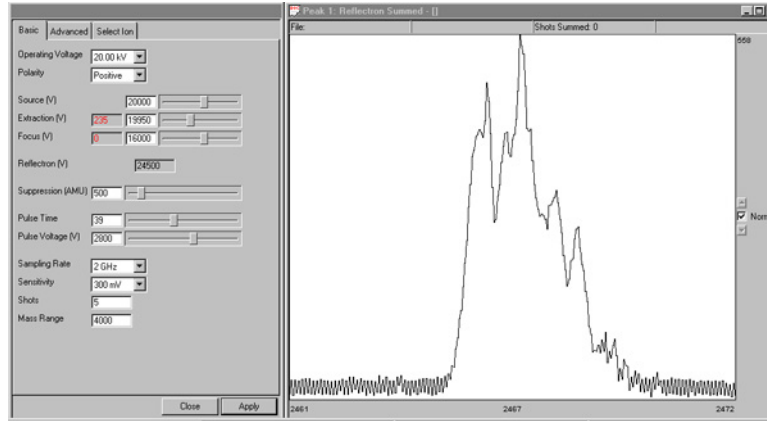 Peak 1: Reflectron Summed - []
Basic Advanced Select Ion
File: Shots Summed: 0
558
Operating Voltage 20.00 kV
Polarity Positive
Source (V) 20000
Extraction (V) 235 19950
Focus (V) 0 16000
Reflectron (V) 24500
Suppression (AMU) 500
Pulse Time 39
Pulse Voltage (V) 2800
Norm
Sampling Rate 2 GHz
Sensitivity 300 mV
Shots 5
Mass Range 4000
Close Apply
2461 2467 2472